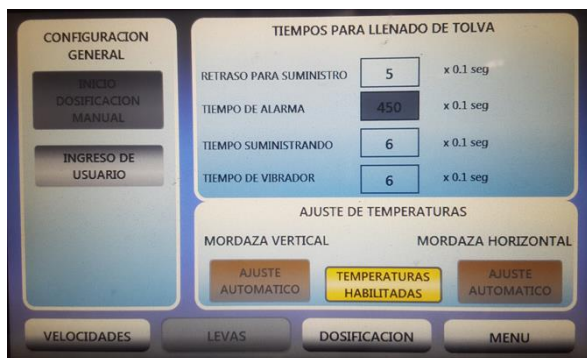 CONFIGURACION
GENERAL
INICIO
DOSIFICACION
MANUAL
INGRESO DE
USUARIO
TIEMPOS PARA LLENADO DE TOLVA
RETRASO PARA SUMINISTRO 5 x 0.1 seg
TIEMPO DE ALARMA 450 x 0.1 seg
TIEMPO SUMINISTRANDO 6 x 0.1 seg
TIEMPO DE VIBRADOR 6 x 0.1 seg
AJUSTE DE TEMPERATURAS
MORDAZA VERTICAL MORDAZA HORIZONTAL
AJUSTE
AUTOMATICO
TEMPERATURAS
HABILITADAS
AJUSTE
AUTOMATICO
VELOCIDADES LEVAS DOSIFICACION MENU